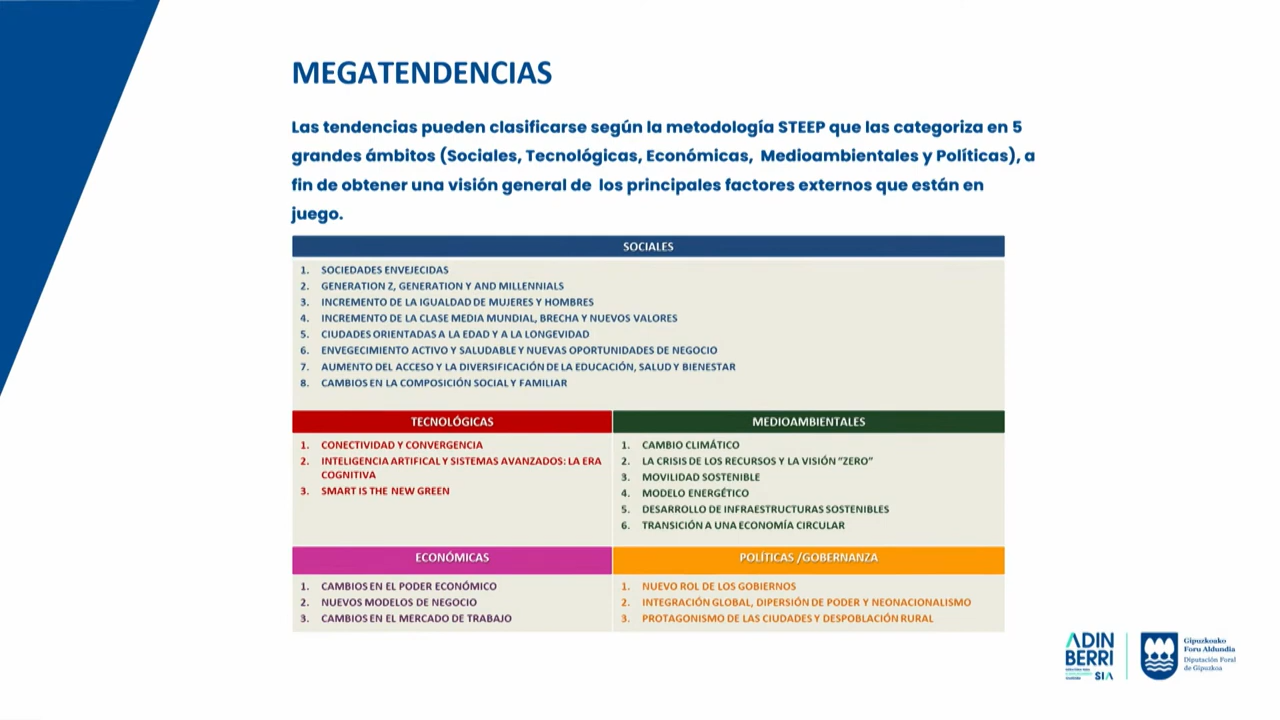 MEGATENDENCIAS
Las tendencias pueden clasificarse según la metodología STEEP que las categoriza en 5
grandes ámbitos (Sociales, Tecnológicas, Económicas, Medioambientales y Políticas), a
fin de obtener una visión general de los principales factores externos que están en
juego.
SOCIALES
1. SOCIEDADES ENVEJECIDAS
2. GENERATION Z, GENERATION Y AND MILLENNIALS
3. INCREMENTO DE LA IGUALDAD DE MUJERES Y HOMBRES
4. INCREMENTO DE LA CLASE MEDIA MUNDIAL, BRECHA Y NUEVOS VALORES
5. CIUDADES ORIENTADAS A LA EDAD Y A LA LONGEVIDAD
6. ENVEGECIMIENTO ACTIVO Y SALUDABLE Y NUEVAS OPORTUNIDADES DE NEGOCIO
7. AUMENTO DEL ACCESO Y LA DIVERSIFICACIÓN DE LA EDUCACIÓN, SALUD Y BIENESTAR
8. CAMBIOS EN LA COMPOSICIÓN SOCIAL Y FAMILIAR
TECNOLÓGICAS
1. CONECTIVIDAD Y CONVERGENCIA
2. INTELIGENCIA ARTIFICAL Y SISTEMAS AVANZADOS: LA ERA
COGNITIVA
3. SMART IS THE NEW GREEN
MEDIOAMBIENTALES
1. CAMBIO CLIMÁTICO
2. LA CRISIS DE LOS RECURSOS Y LA VISIÓN "ZERO"
3. MOVILIDAD SOSTENIBLE
4. MODELO ENERGÉTICO
5. DESARROLLO DE INFRAESTRUCTURAS SOSTENIBLES
6. TRANSICIÓN A UNA ECONOMÍA CIRCULAR
ECONÓMICAS
1. CAMBIOS EN EL PODER ECONÓMICO
2. NUEVOS MODELOS DE NEGOCIO
3. CAMBIOS EN EL MERCADO DE TRABAJO
POLÍTICAS /GOBERNANZA
1. NUEVO ROL DE LOS GOBIERNOS
2. INTEGRACIÓN GLOBAL, DIPERSIÓN DE PODER Y NEONACIONALISMO
3. PROTAGONISMO DE LAS CIUDADES Y DESPOBLACIÓN RURAL
ADIN
BERRI
SIA
Gipuzkoako
Foru Aldundia
Diputación Foral
de Gipuzkoa